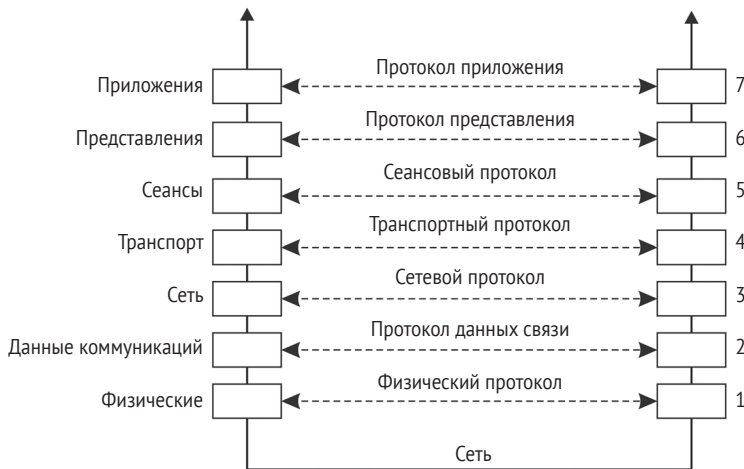 Приложения Протокол приложения 7
Представления Протокол представления 6
Сеансы Сеансовый протокол 5
Транспорт Транспортный протокол 4
Сеть Сетевой протокол 3
Данные коммуникаций Протокол данных связи 2
Физические Физический протокол 1
Сеть